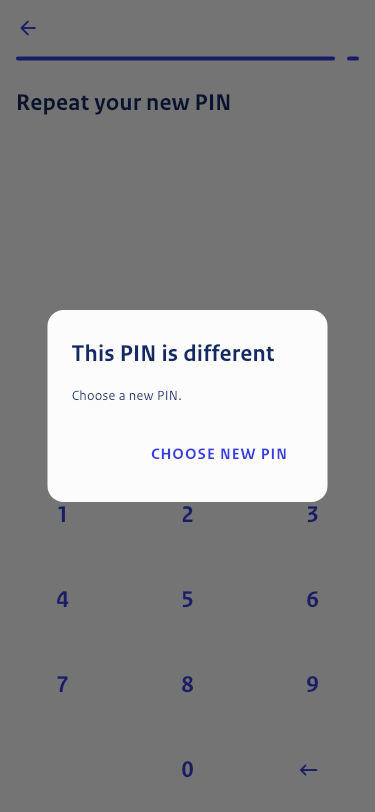 Repeat your new PIN
This PIN is different
Choose a new PIN.
CHOOSE NEW PIN
1 2 3
4 5 6
7 8 9
0